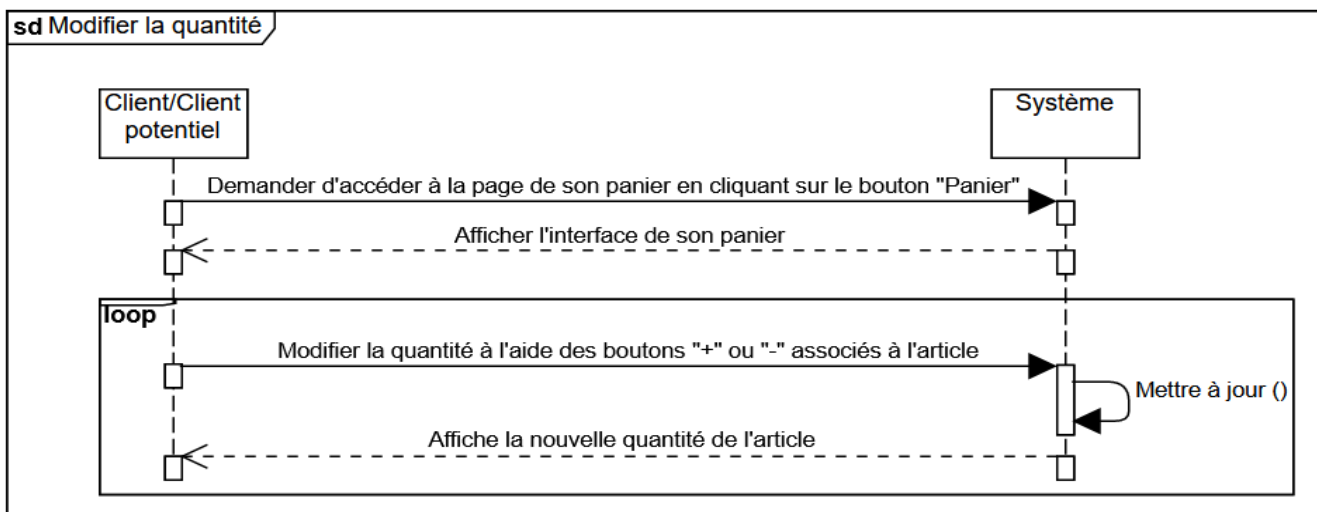 sd Modifier la quantité
Client/Client
potentiel
Système
Demander d'accéder à la page de son panier en cliquant sur le bouton "Panier"
Afficher l'interface de son panier
loop
Modifier la quantité à l'aide des boutons "+" ou "-" associés à l'article
Mettre à jour ()
Affiche la nouvelle quantité de l'article